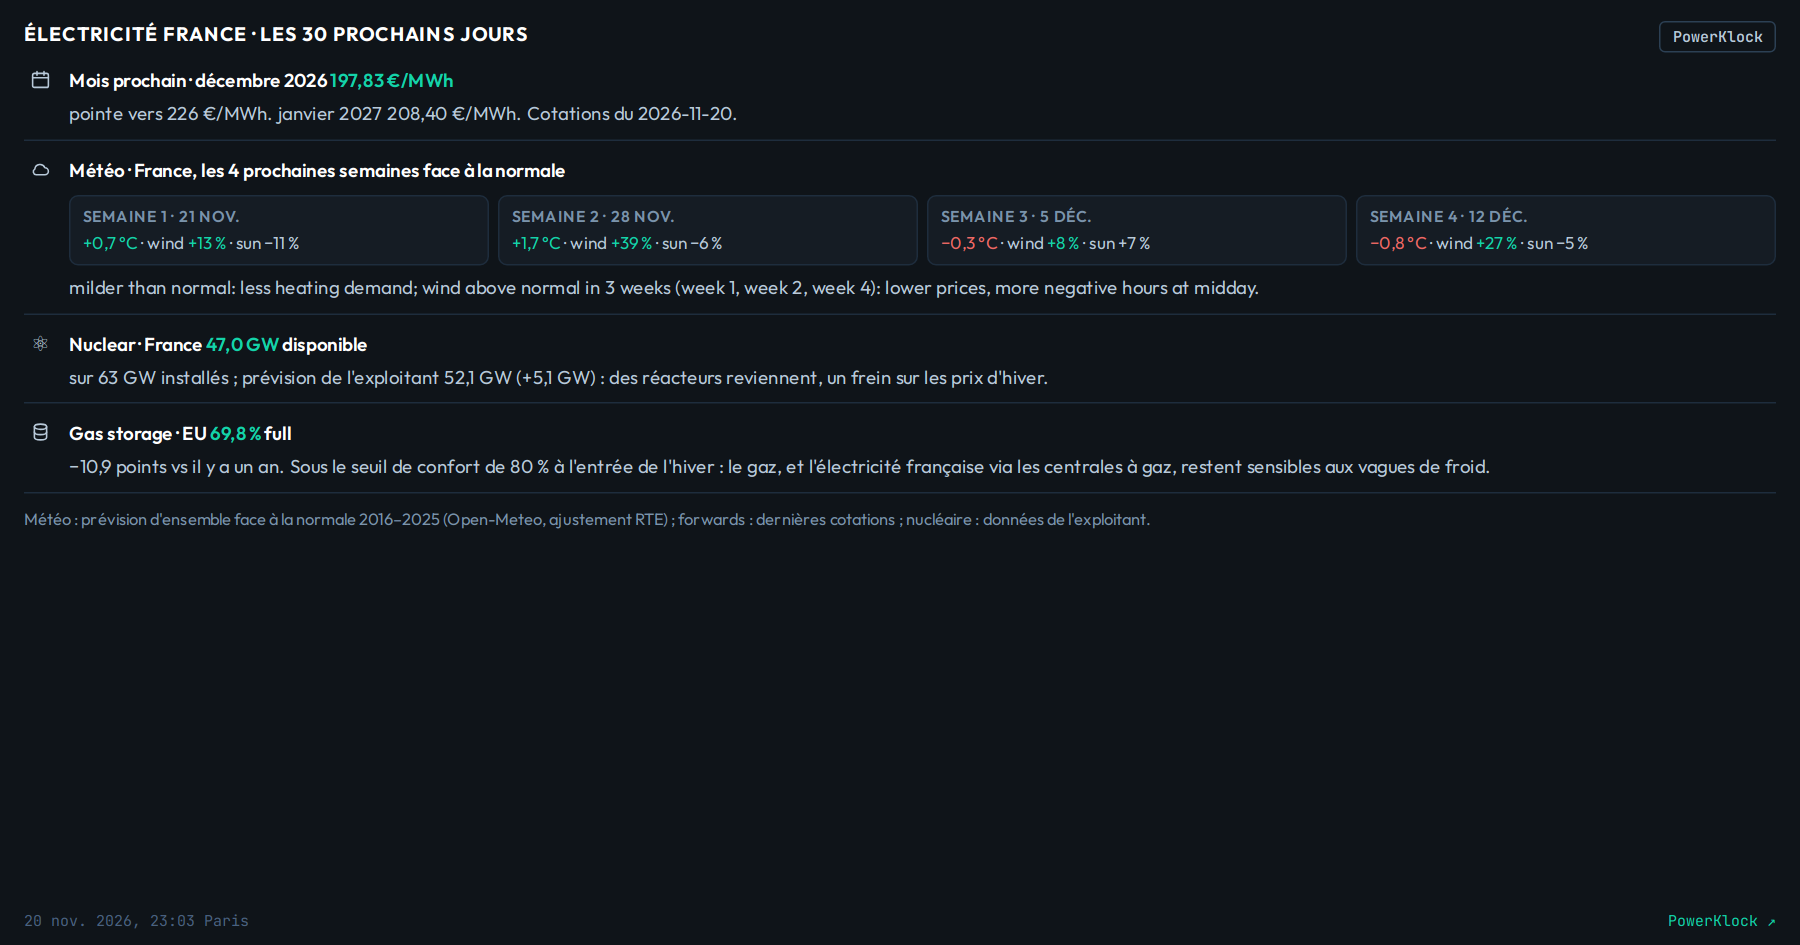 ÉLECTRICITÉ FRANCE · LES 30 PROCHAINS JOURS
PowerKlock
Mois prochain · décembre 2026 197,83 €/MWh
pointe vers 226 €/MWh. janvier 2027 208,40 €/MWh. Cotations du 2026-11-20.
Météo · France, les 4 prochaines semaines face à la normale
SEMAINE 1 · 21 NOV.
+0,7 °C · wind +13 % · sun −11 %
SEMAINE 2 · 28 NOV.
+1,7 °C · wind +39 % · sun −6 %
SEMAINE 3 · 5 DÉC.
−0,3 °C · wind +8 % · sun +7 %
SEMAINE 4 · 12 DÉC.
−0,8 °C · wind +27 % · sun −5 %
milder than normal: less heating demand; wind above normal in 3 weeks (week 1, week 2, week 4): lower prices, more negative hours at midday.
Nuclear · France 47,0 GW disponible
sur 63 GW installés ; prévision de l'exploitant 52,1 GW (+5,1 GW) : des réacteurs reviennent, un frein sur les prix d'hiver.
Gas storage · EU 69,8 % full
−10,9 points vs il y a un an. Sous le seuil de confort de 80 % à l'entrée de l'hiver : le gaz, et l'électricité française via les centrales à gaz, restent sensibles aux vagues de froid.
Météo : prévision d'ensemble face à la normale 2016–2025 (Open-Meteo, ajustement RTE) ; forwards : dernières cotations ; nucléaire : données de l'exploitant.
20 nov. 2026, 23:03 Paris
PowerKlock ↗